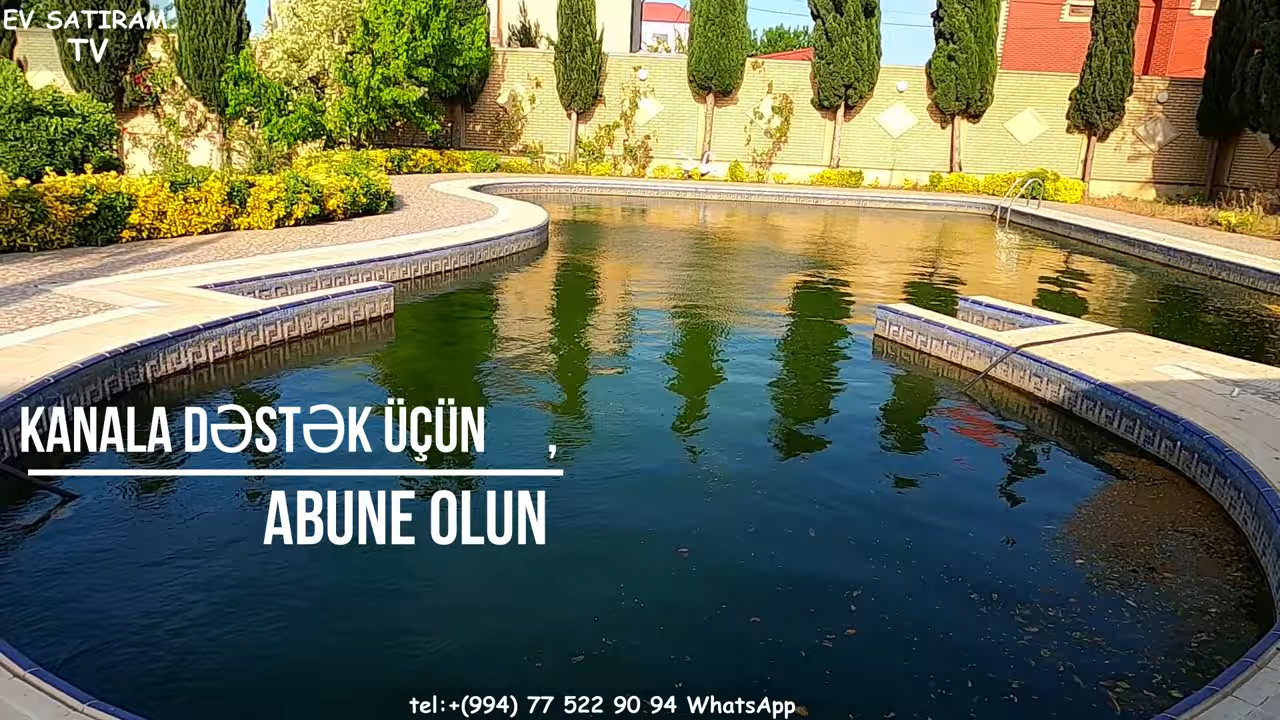 EV SATIRAM
TV
KANALA DƏSTƏK ÜÇÜN ,
ABUNE OLUN
tel:+(994) 77 522 90 94 WhatsApp